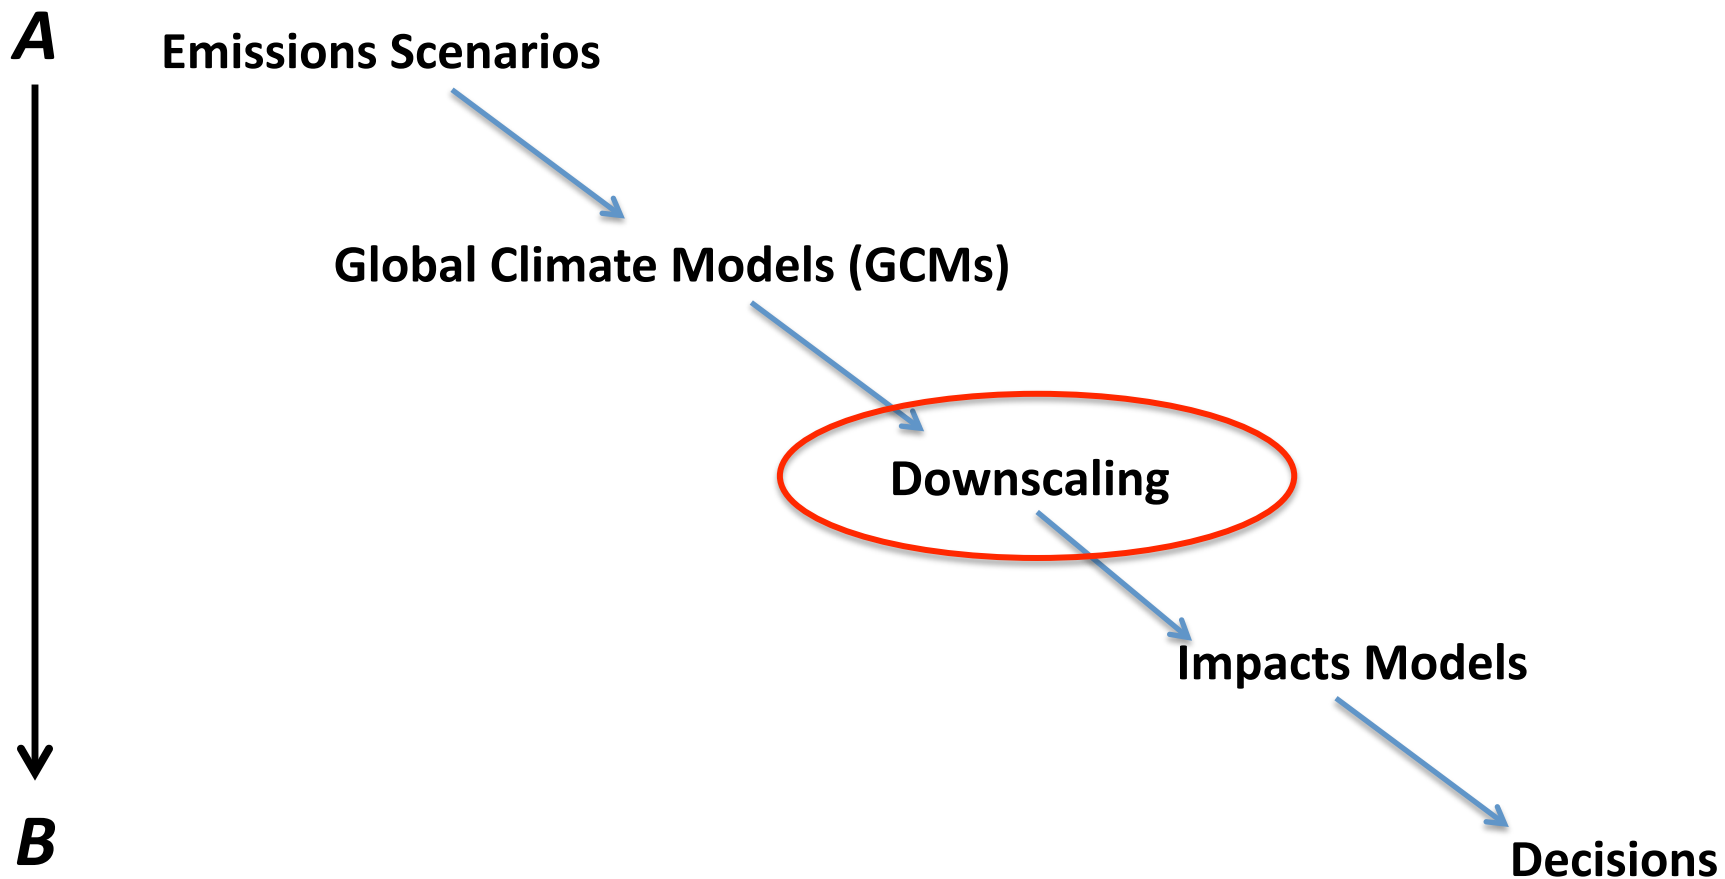 A
Emissions Scenarios
Global Climate Models (GCMs)
Downscaling
Impacts Models
B
Decisions